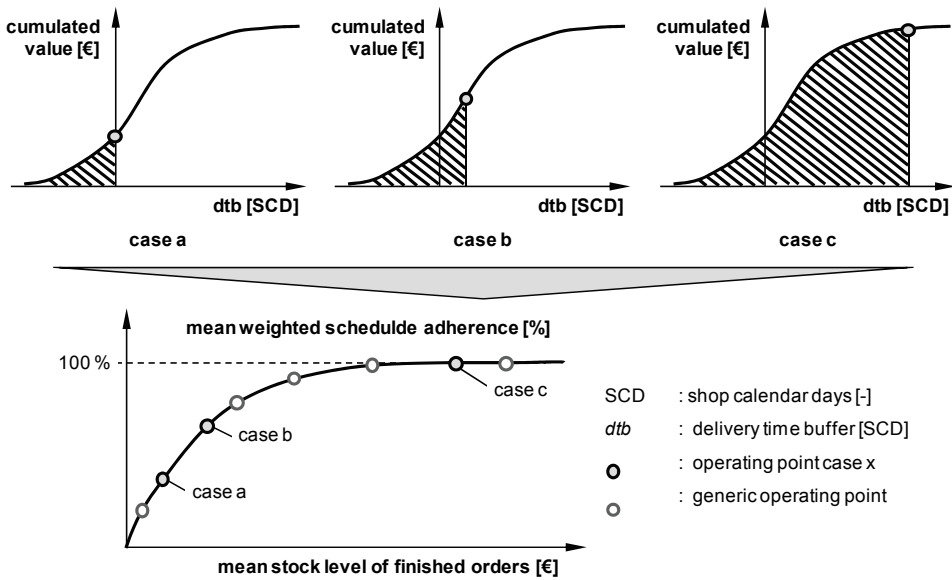 cumulated
value [€]
dtb [SCD]
case a
cumulated
value [€]
dtb [SCD]
case b
cumulated
value [€]
dtb [SCD]
case c
mean weighted schedulde adherence [%]
100 %
case c
case b
case a
mean stock level of finished orders [€]
SCD : shop calendar days [-]
dtb : delivery time buffer [SCD]
: operating point case x
: generic operating point